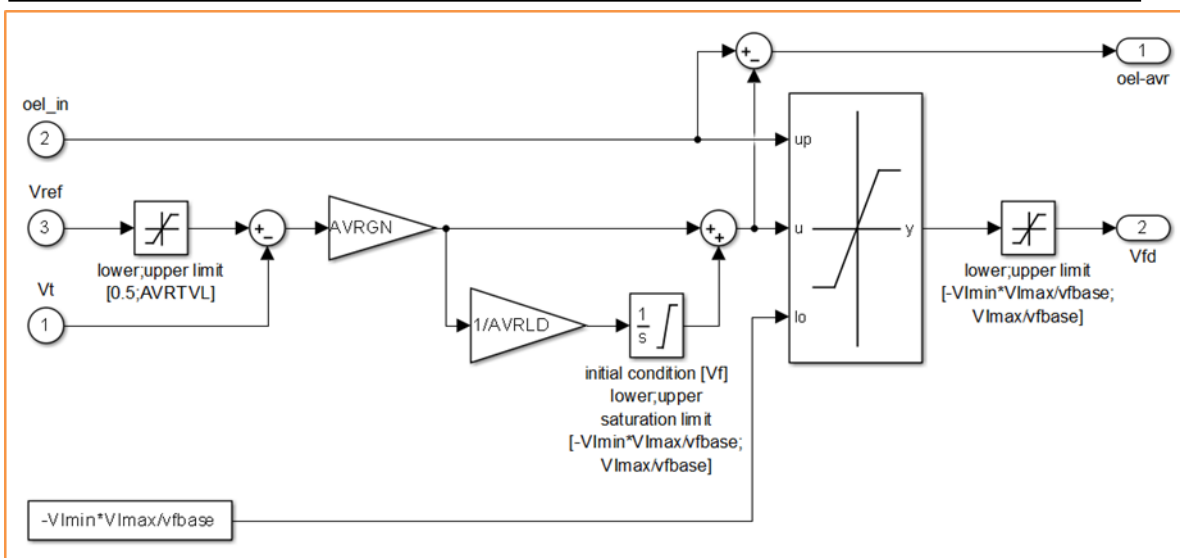 +
-
1
oel-avr
oel_in
2
up
Vref
3
+
-
AVRGN
+
+
u
y
2
Vfd
lower;upper limit
[0.5;AVRTVL]
lower;upper limit
[-VImin*VImax/vfbase;
VImax/vfbase]
Vt
1
1/AVRLD
1
s
lo
initial condition [Vf]
lower;upper
saturation limit
[-VImin*VImax/vfbase;
VImax/vfbase]
-VImin*VImax/vfbase